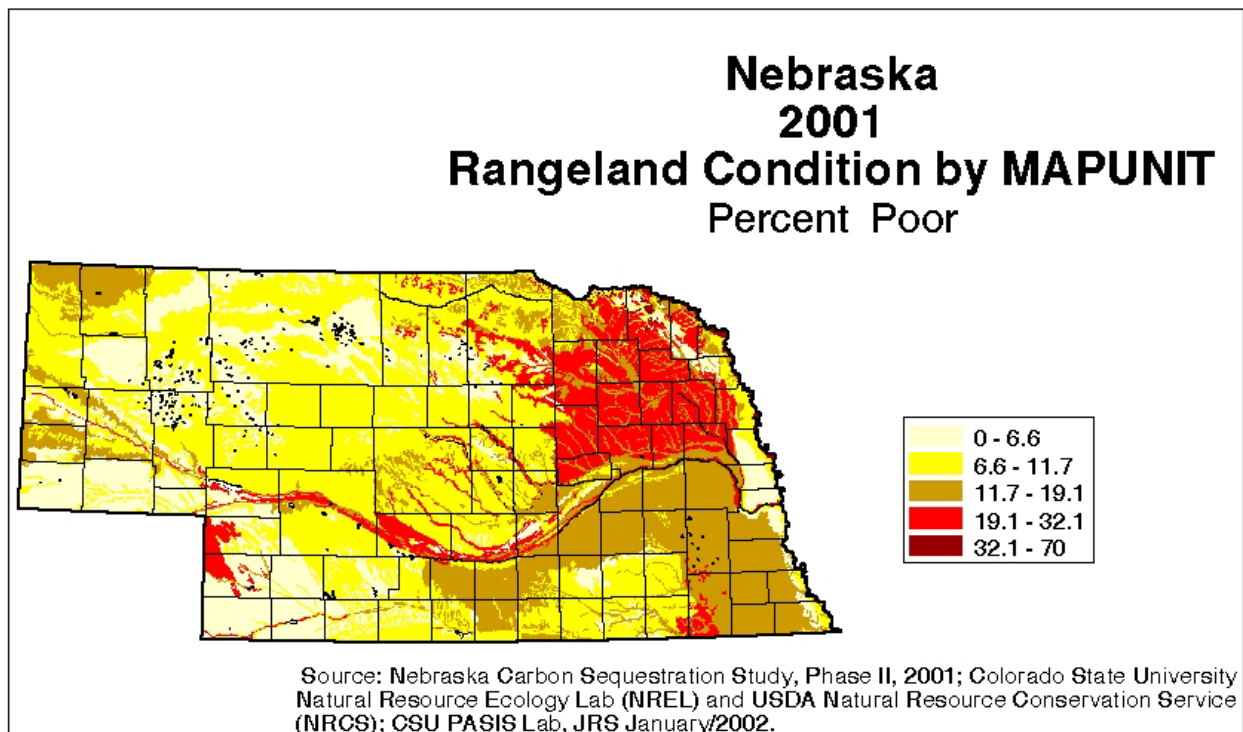 Nebraska
2001
Rangeland Condition by MAPUNIT
Percent Poor
0 - 6.6
6.6 - 11.7
11.7 - 19.1
19.1 - 32.1
32.1 - 70
Source: Nebraska Carbon Sequestration Study, Phase II, 2001; Colorado State University
Natural Resource Ecology Lab (NREL) and USDA Natural Resource Conservation Service
(NRCS); CSU PASIS Lab, JRS January/2002.